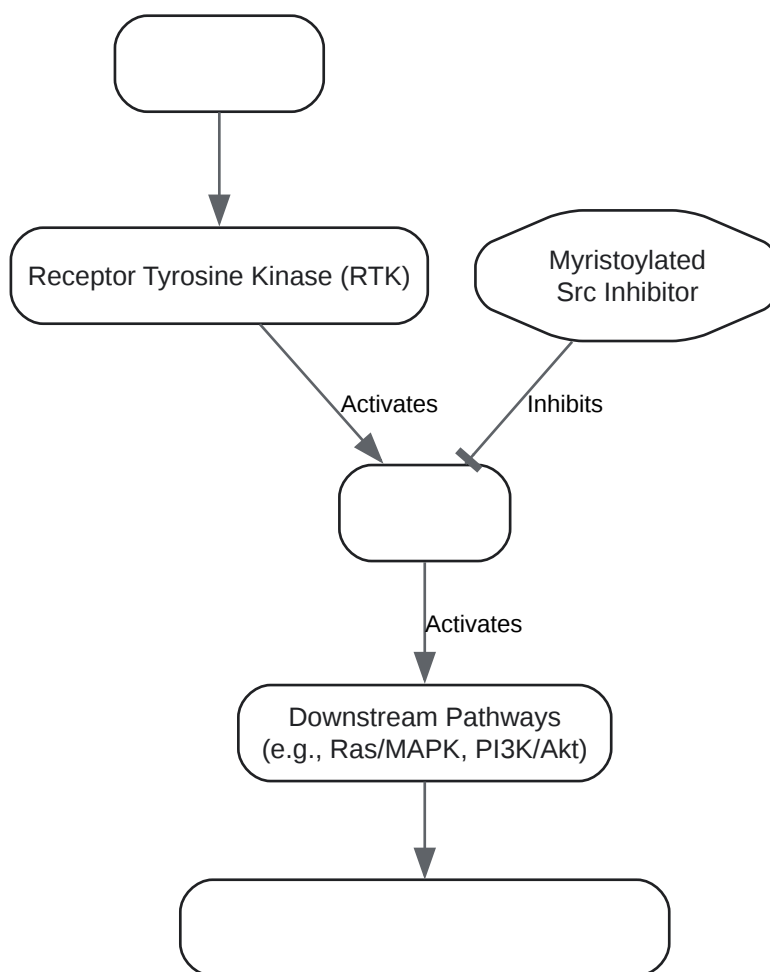 Receptor Tyrosine Kinase (RTK)
Myristoylated
Src Inhibitor
Activates
Inhibits
Activates
Downstream Pathways
(e.g., Ras/MAPK, PI3K/Akt)